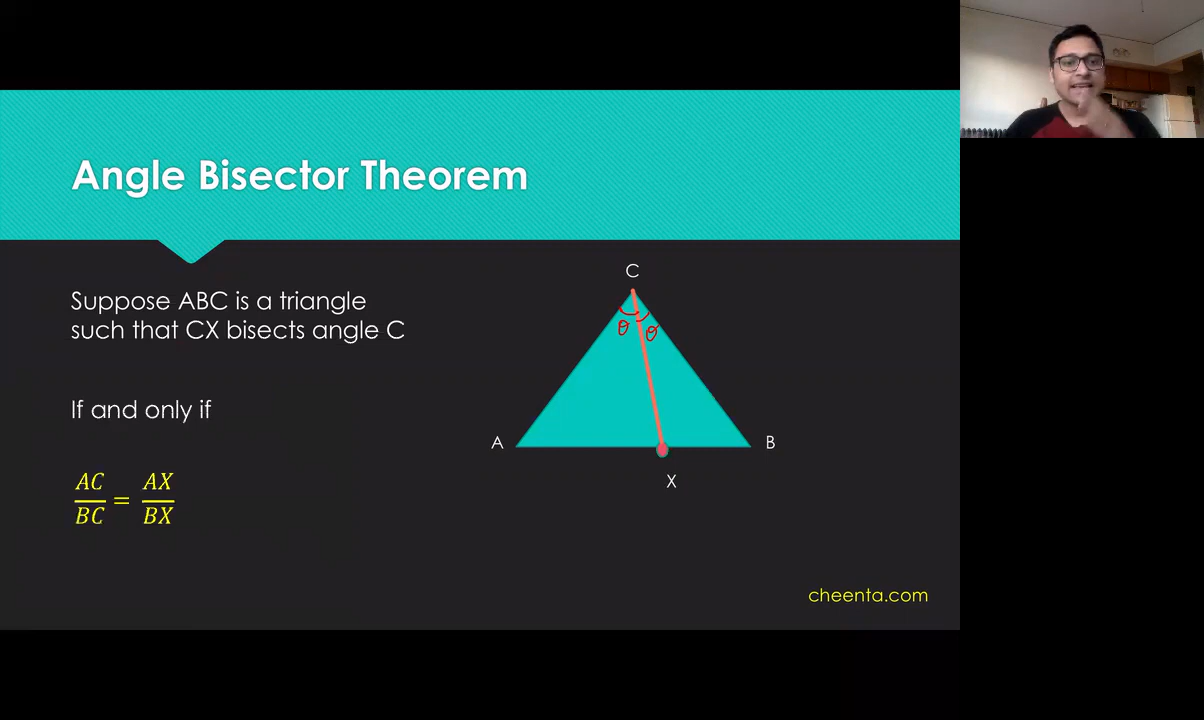 Angle Bisector Theorem
Suppose ABC is a triangle
such that CX bisects angle C
If and only if
AC/BC = AX/BX
C
θ θ
A
B
X
cheenta.com